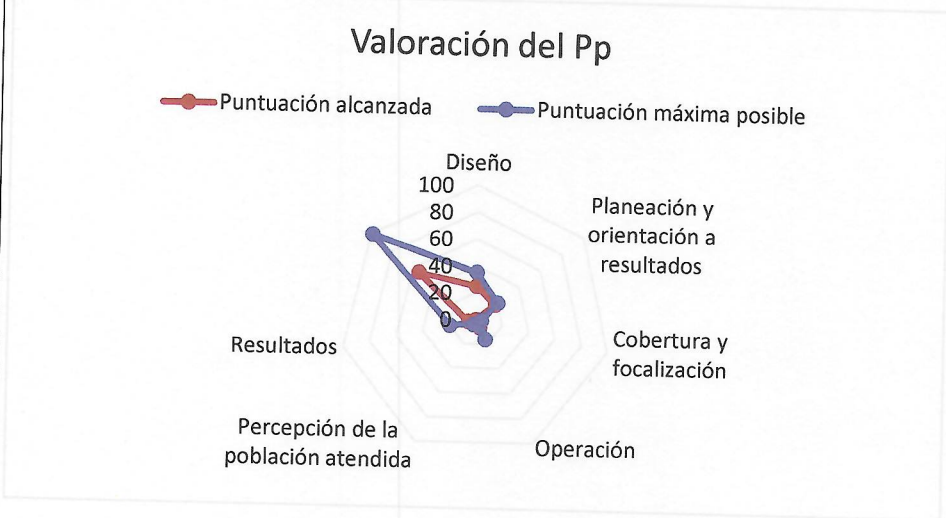 Valoración del Pp
Puntuación alcanzada
Puntuación máxima posible
Diseño
100
80
60
40
20
0
Planeación y
orientación a
resultados
Cobertura y
focalización
Operación
Percepción de la
población atendida
Resultados